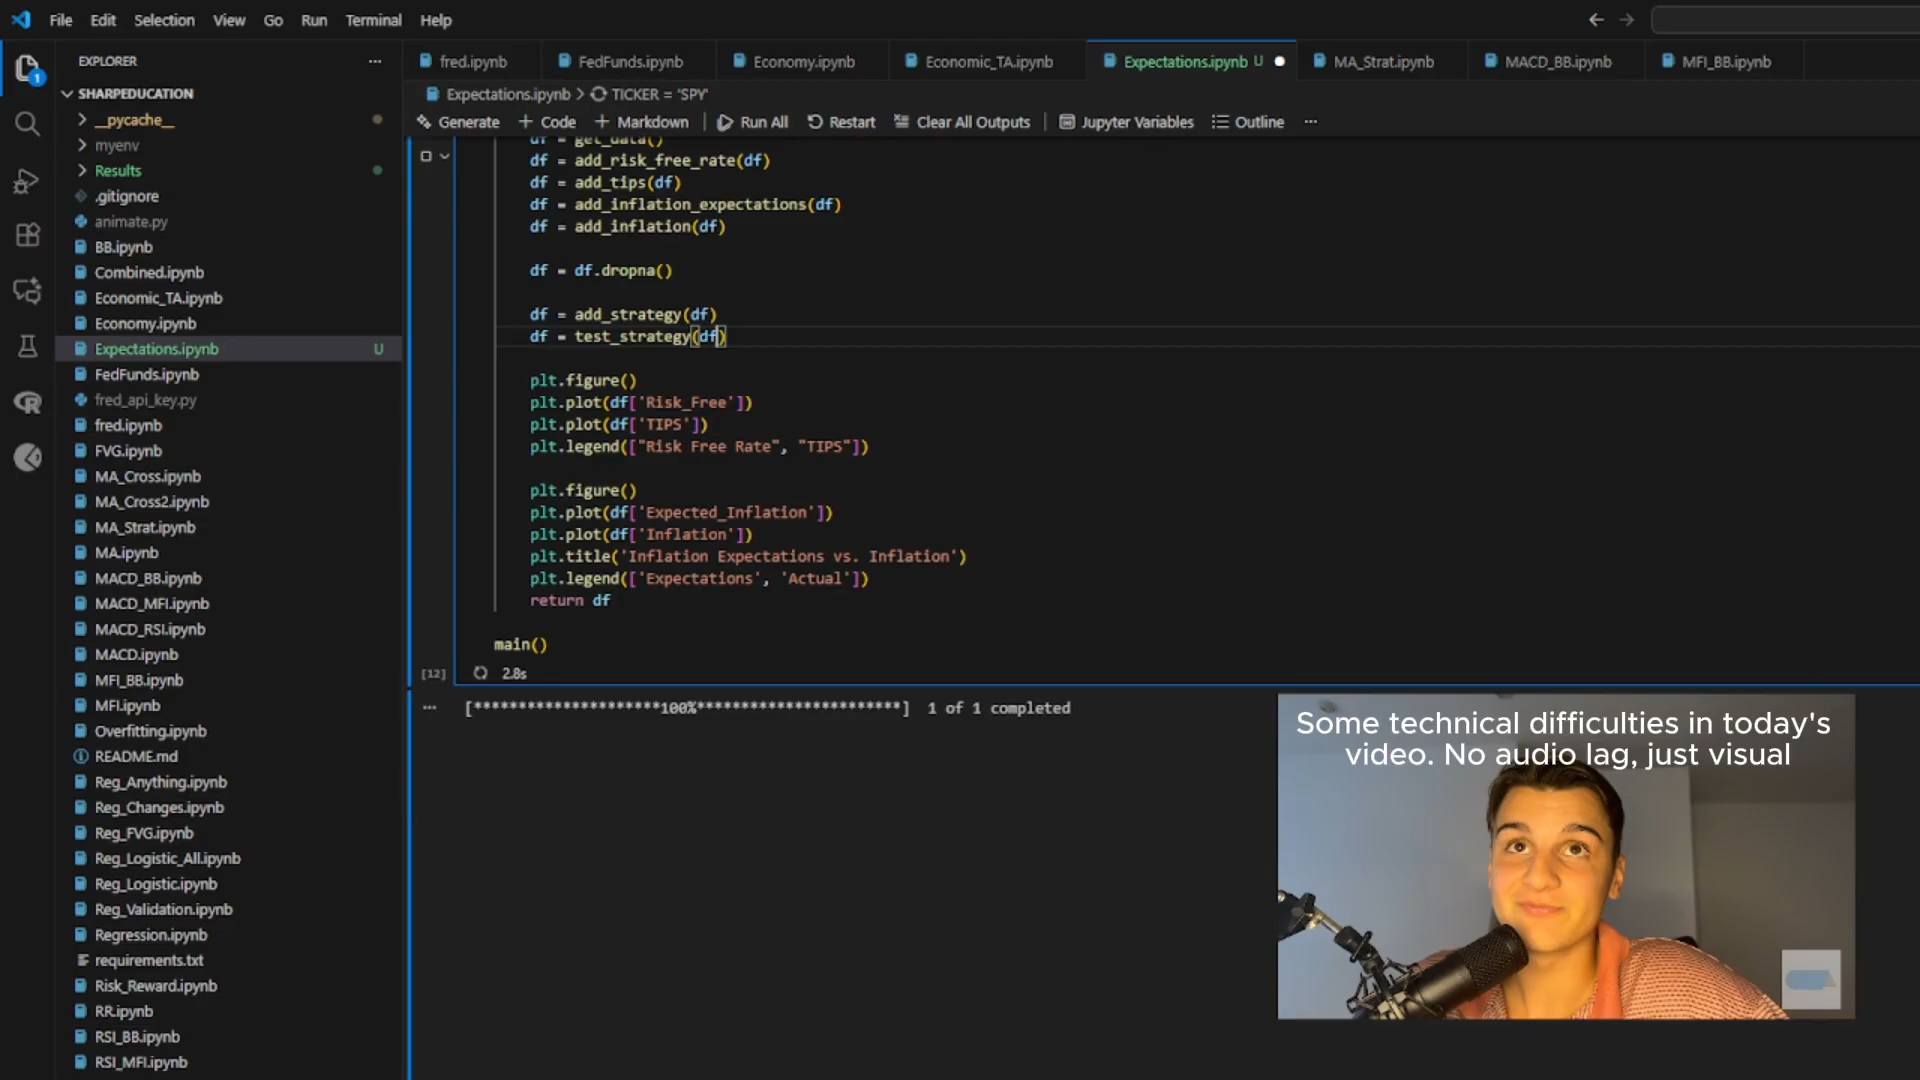 File Edit Selection View Go Run Terminal Help
EXPLORER
SHARPEDUCATION
__pycache__
myenv
Results
.gitignore
animate.py
BB.ipynb
Combined.ipynb
Economic_TA.ipynb
Economy.ipynb
Expectations.ipynb U
FedFunds.ipynb
fred_api_key.py
fred.ipynb
FVG.ipynb
MA_Cross.ipynb
MA_Cross2.ipynb
MA_Strat.ipynb
MA.ipynb
MACD_BB.ipynb
MACD_MFI.ipynb
MACD_RSI.ipynb
MACD.ipynb
MFI_BB.ipynb
MFI.ipynb
Overfitting.ipynb
README.md
Reg_Anything.ipynb
Reg_Changes.ipynb
Reg_FVG.ipynb
Reg_Logistic_All.ipynb
Reg_Logistic.ipynb
Reg_Validation.ipynb
Regression.ipynb
requirements.txt
Risk_Reward.ipynb
RR.ipynb
RSI_BB.ipynb
RSI_MFI.ipynb
1
fred.ipynb FedFunds.ipynb Economy.ipynb Economic_TA.ipynb Expectations.ipynb U MA_Strat.ipynb MACD_BB.ipynb MFI_BB.ipynb
Expectations.ipynb > TICKER = 'SPY'
Generate + Code + Markdown Run All Restart Clear All Outputs Jupyter Variables Outline ...
df = get_data()
df = add_risk_free_rate(df)
df = add_tips(df)
df = add_inflation_expectations(df)
df = add_inflation(df)
df = df.dropna()
df = add_strategy(df)
df = test_strategy(df)
plt.figure()
plt.plot(df['Risk_Free'])
plt.plot(df['TIPS'])
plt.legend(["Risk Free Rate", "TIPS"])
plt.figure()
plt.plot(df['Expected_Inflation'])
plt.plot(df['Inflation'])
plt.title('Inflation Expectations vs. Inflation')
plt.legend(['Expectations', 'Actual'])
return df
main()
[12] 2.8s
[*********************100%***********************] 1 of 1 completed
Some technical difficulties in today's
video. No audio lag, just visual